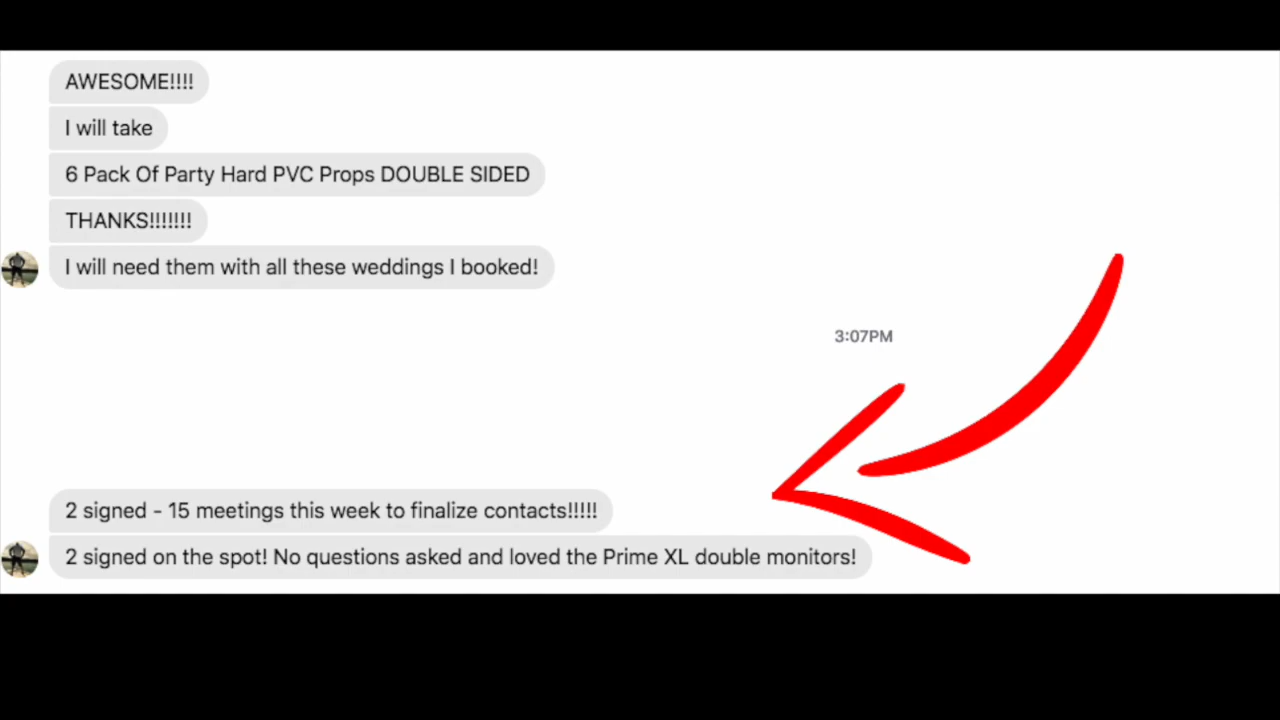 AWESOME!!!!
I will take
6 Pack Of Party Hard PVC Props DOUBLE SIDED
THANKS!!!!!!!
I will need them with all these weddings I booked!
3:07PM
2 signed - 15 meetings this week to finalize contacts!!!!!
2 signed on the spot! No questions asked and loved the Prime XL double monitors!